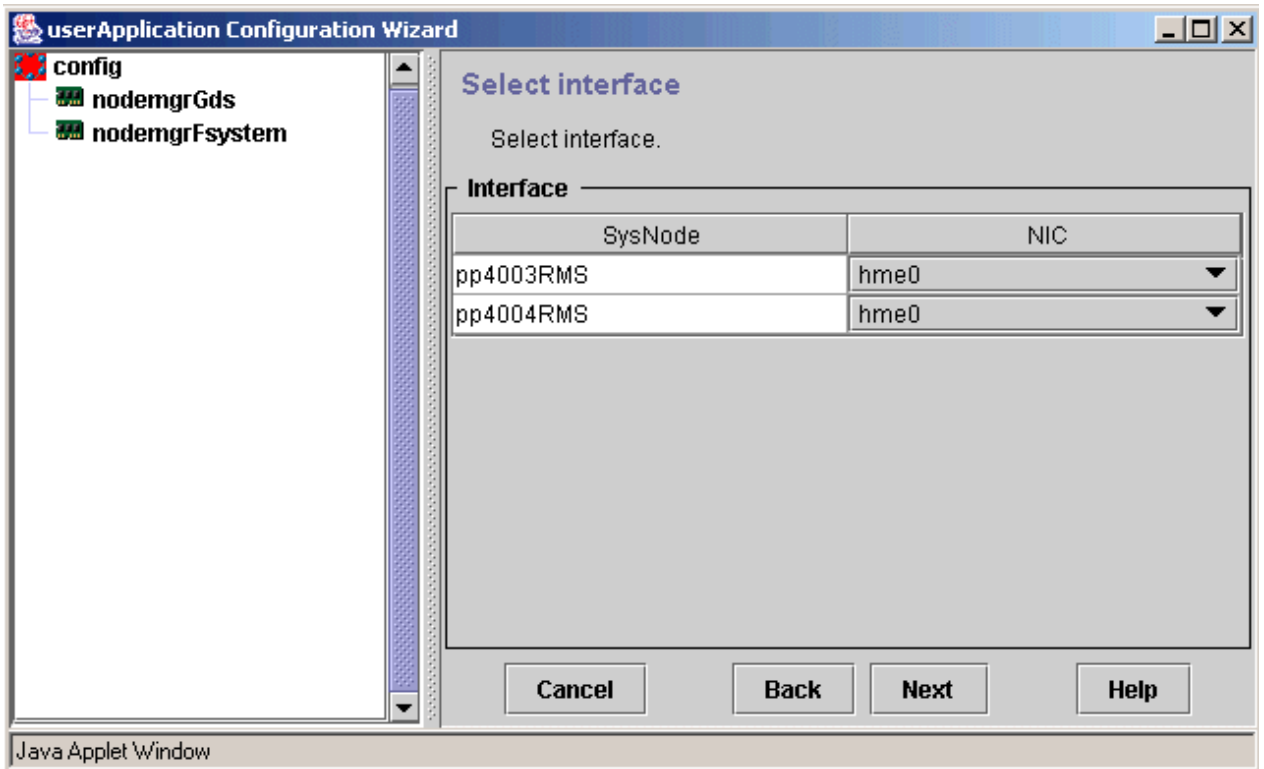 userApplication Configuration Wizard
config
nodemgrGds
nodemgrFsystem
Select interface
Select interface.
Interface
SysNode NIC
pp4003RMS hme0
pp4004RMS hme0
Cancel Back Next Help
Java Applet Window